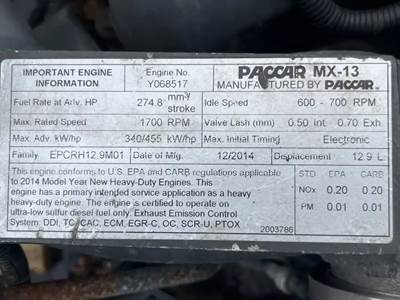 IMPORTANT ENGINE INFORMATION
Engine No. Y068517
PACCAR MX-13
MANUFACTURED BY PACCAR
Fuel Rate at Adv. HP 274.8 mm³/stroke
Idle Speed 600 - 700 RPM
Max. Rated Speed 1700 RPM
Valve Lash (mm) 0.50 Int. 0.70 Exh.
Max. Adv. kW/hp 340/455 kW/hp
Maximum Initial Timing Electronic
Family EPCRH12.9M01
Date of Mfg. 12/2014
Displacement 12.9 L
This engine conforms to U.S. EPA and CARB regulations applicable
to 2014 Model Year New Heavy-Duty Engines. This
engine has a primary intended service application as a heavy
heavy-duty engine. The engine is certified to operate on
ultra-low sulfur diesel fuel only. Exhaust Emission Control
System: DDI, TC, CAC, ECM, EGR-C, OC, SCR-U, PTOX
2003786
STD EPA CARB
NOx 0.20 0.20
PM 0.01 0.01